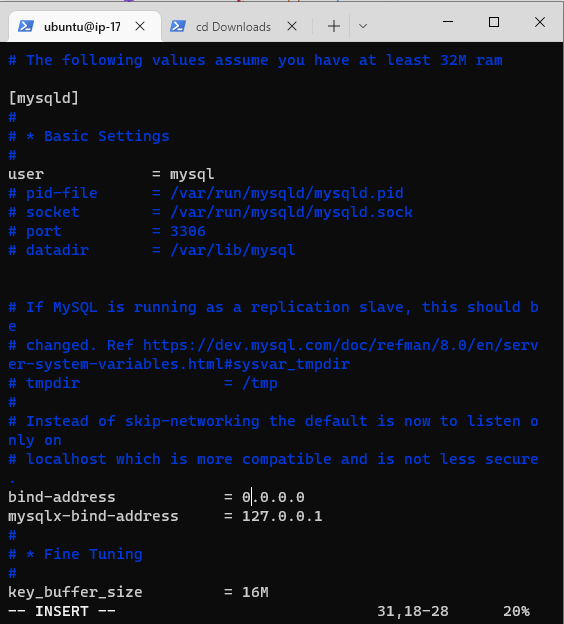 ubuntu@ip-17
cd Downloads
# The following values assume you have at least 32M ram
[mysqld]
#
# * Basic Settings
#
user            = mysql
# pid-file      = /var/run/mysqld/mysqld.pid
# socket        = /var/run/mysqld/mysqld.sock
# port          = 3306
# datadir       = /var/lib/mysql
# If MySQL is running as a replication slave, this should b
e
# changed. Ref https://dev.mysql.com/doc/refman/8.0/en/serv
er-system-variables.html#sysvar_tmpdir
# tmpdir                = /tmp
#
# Instead of skip-networking the default is now to listen o
nly on
# localhost which is more compatible and is not less secure
.
bind-address            = 0.0.0.0
mysqlx-bind-address     = 127.0.0.1
#
# * Fine Tuning
#
key_buffer_size         = 16M
-- INSERT --                             31,18-28      20%